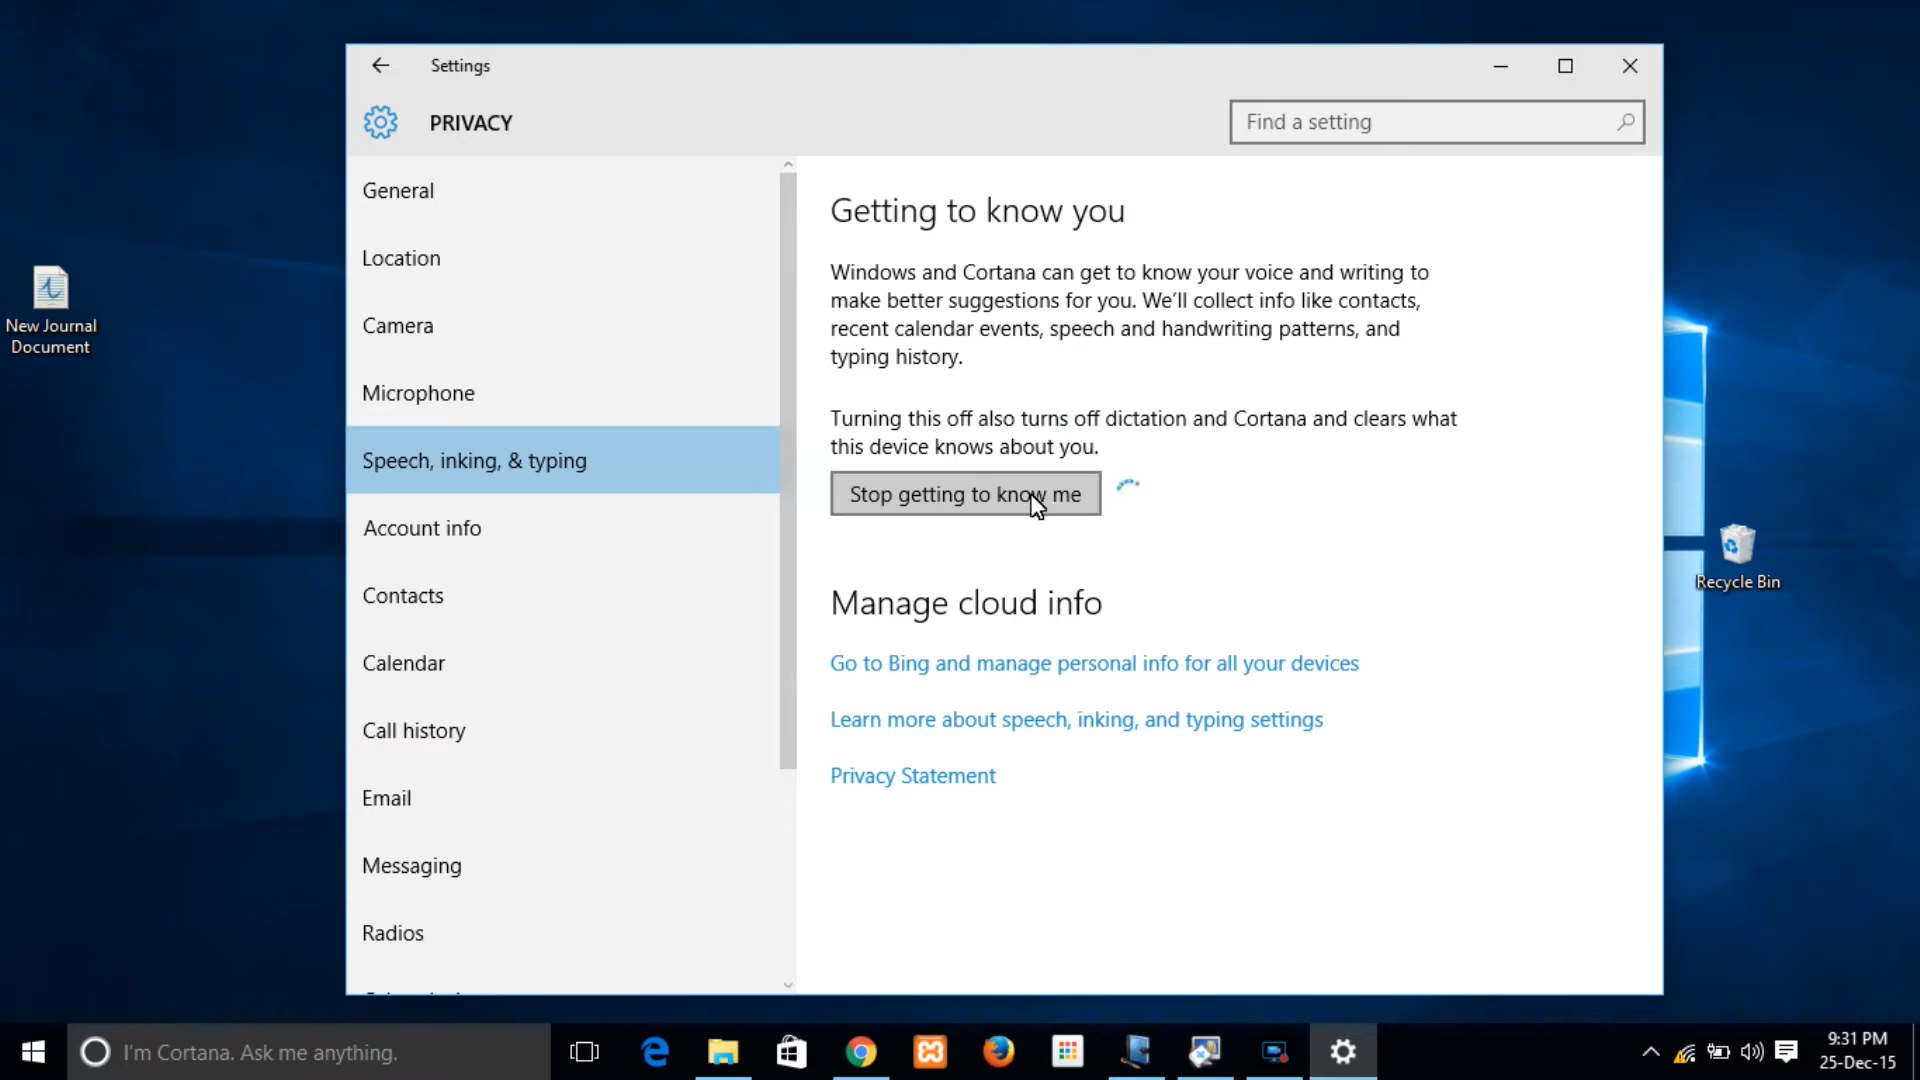 Settings
PRIVACY
Find a setting
General
Location
Camera
Microphone
Speech, inking, & typing
Account info
Contacts
Calendar
Call history
Email
Messaging
Radios
Getting to know you
Windows and Cortana can get to know your voice and writing to
make better suggestions for you. We'll collect info like contacts,
recent calendar events, speech and handwriting patterns, and
typing history.
Turning this off also turns off dictation and Cortana and clears what
this device knows about you.
Stop getting to know me
Manage cloud info
Go to Bing and manage personal info for all your devices
Learn more about speech, inking, and typing settings
Privacy Statement
New Journal
Document
Recycle Bin
I'm Cortana. Ask me anything.
9:31 PM
25-Dec-15